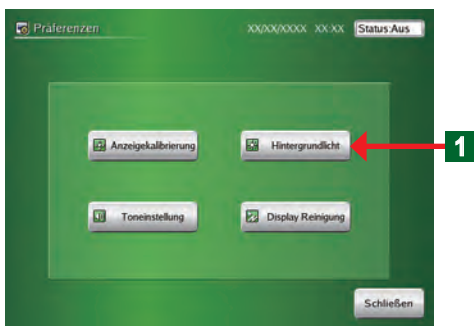 Präferenzen XX/XX/XXXX XX:XX Status:Aus
Anzeigekalibrierung Hintergrundlicht 1
Toneinstellung Display Reinigung
Schließen